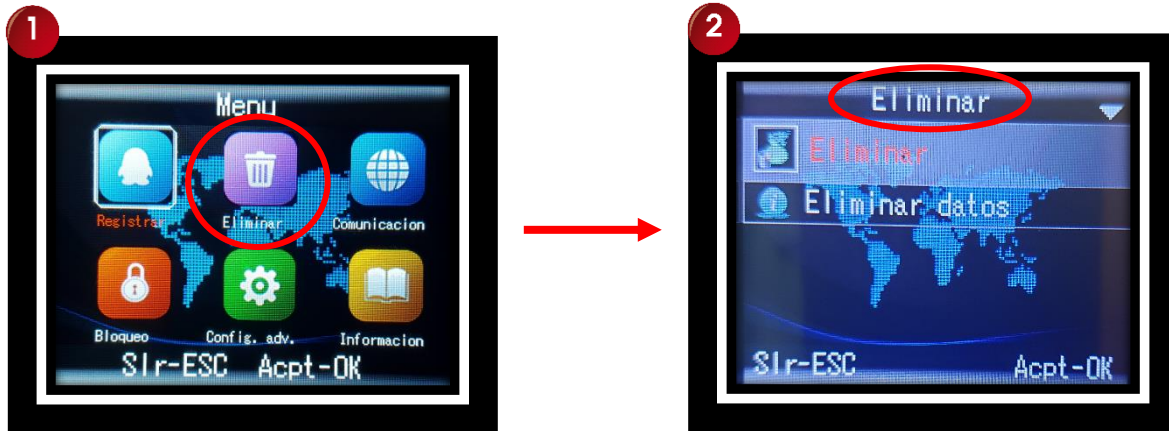 1
Menu
Registrar Eliminar Comunicacion
Bloqueo Config. adv. Informacion
Slr-ESC Acpt-OK
2
Eliminar
Eliminar
Eliminar datos
Slr-ESC Acpt-OK